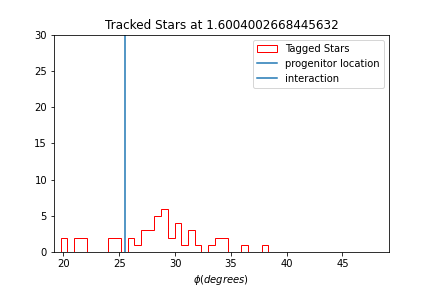 Tracked Stars at 1.6004002668445632
30
25
20
15
10
5
0
Tagged Stars
progenitor location
interaction
20 25 30 35 40 45
ϕ(degrees)